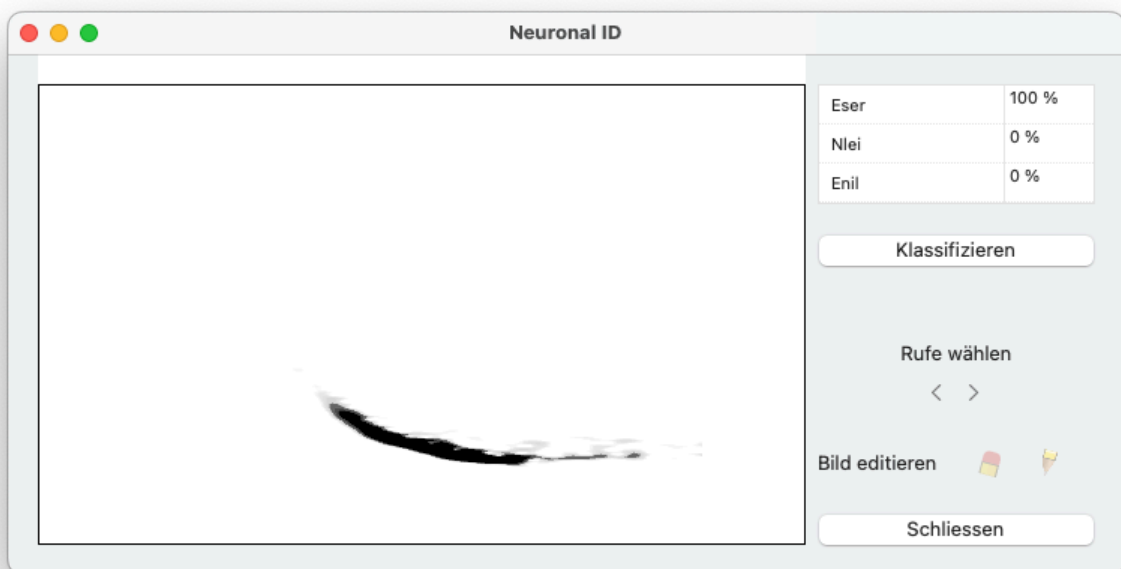 Neuronal ID
Eser 100 %
Nlei 0 %
Enil 0 %
Klassifizieren
Rufe wählen
< >
Bild editieren
Schliessen